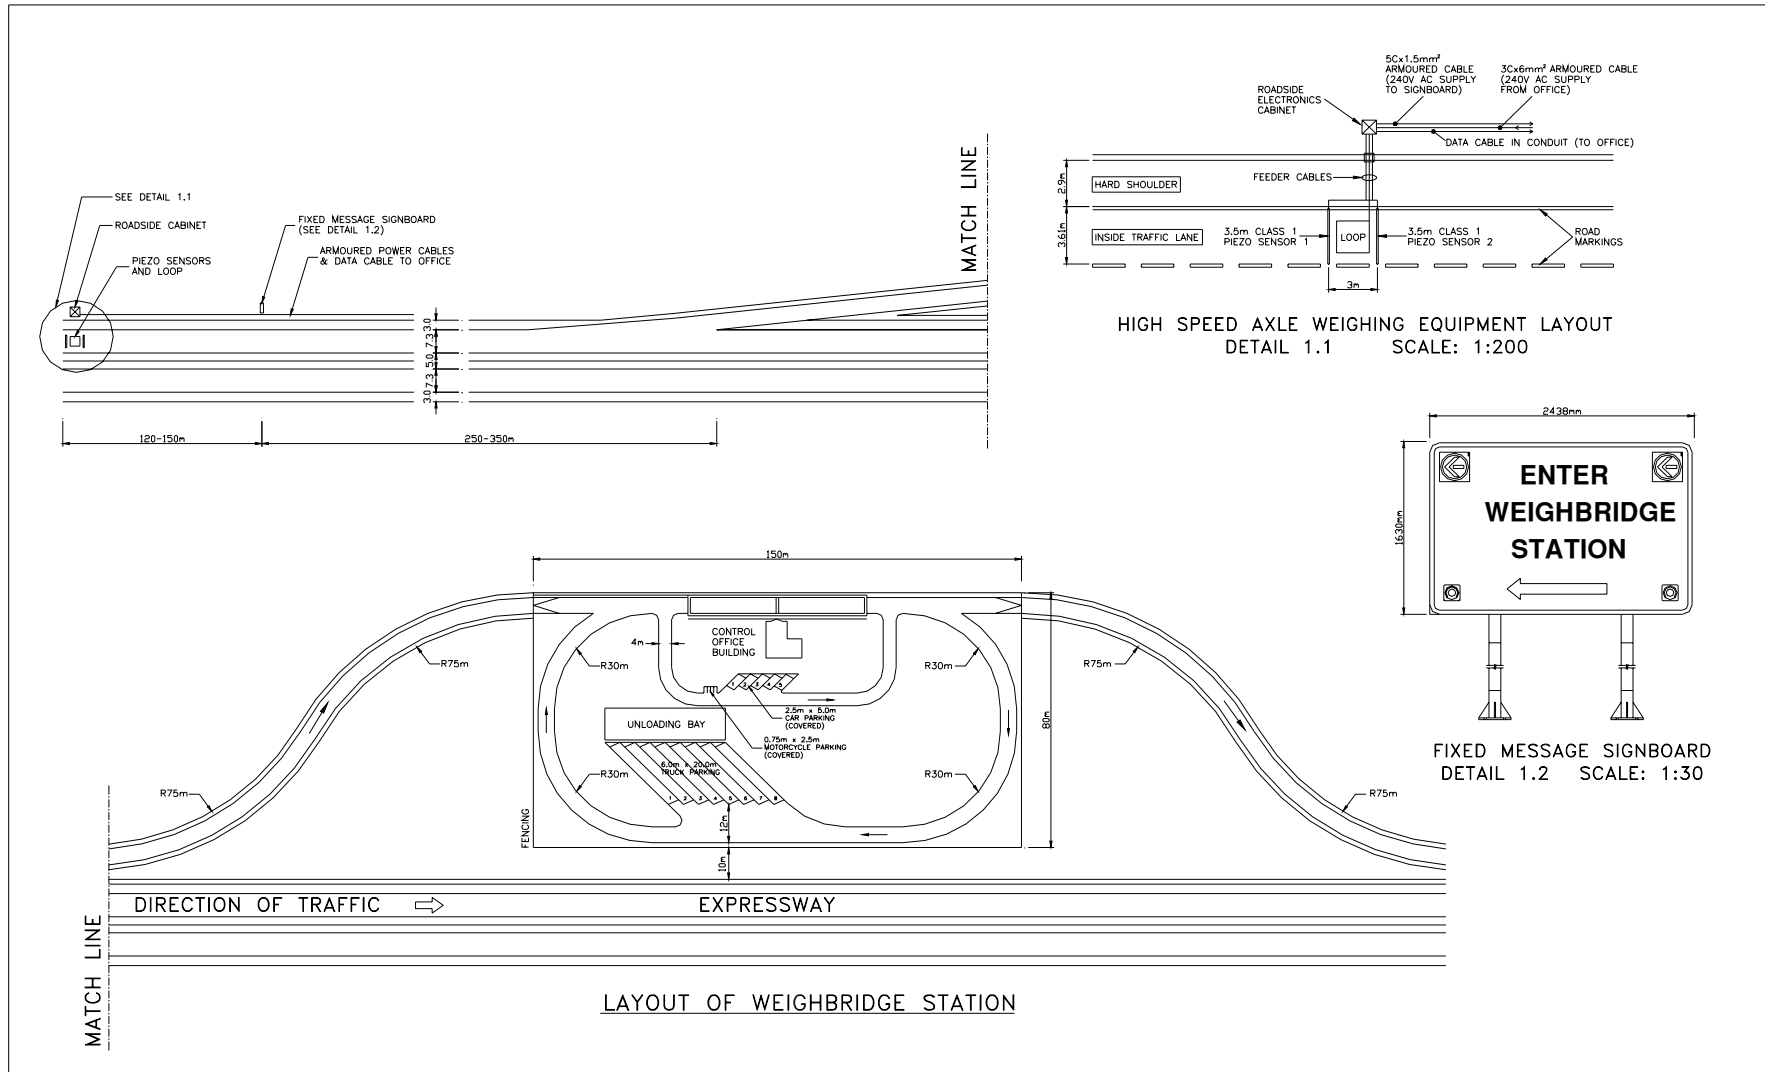 SEE DETAIL 1.1
ROADSIDE CABINET
PIEZO SENSORS
AND LOOP
FIXED MESSAGE SIGNBOARD
(SEE DETAIL 1.2)
ARMOURED POWER CABLES
& DATA CABLE TO OFFICE
MATCH LINE
3.0
7.3
5.0
7.3
3.0
120-150m
250-350m
5Cx1.5mm²
ARMOURED CABLE
(240V AC SUPPLY
TO SIGNBOARD)
3Cx6mm² ARMOURED CABLE
(240V AC SUPPLY
FROM OFFICE)
ROADSIDE
ELECTRONICS
CABINET
DATA CABLE IN CONDUIT (TO OFFICE)
2.9m
HARD SHOULDER
FEEDER CABLES
3.61m
INSIDE TRAFFIC LANE
3.5m CLASS 1
PIEZO SENSOR 1
LOOP
3.5m CLASS 1
PIEZO SENSOR 2
ROAD
MARKINGS
3m
HIGH SPEED AXLE WEIGHING EQUIPMENT LAYOUT
DETAIL 1.1 SCALE: 1:200
2438mm
1630mm
ENTER
WEIGHBRIDGE
STATION
FIXED MESSAGE SIGNBOARD
DETAIL 1.2 SCALE: 1:30
150m
4m
CONTROL
OFFICE
BUILDING
R75m
R30m
R30m
R75m
1 2 3 4 5
2.5m x 5.0m
CAR PARKING
(COVERED)
UNLOADING BAY
0.75m x 2.5m
MOTORCYCLE PARKING
(COVERED)
80m
6.0m x 20.0m
TRUCK PARKING
R30m
R30m
R75m
R75m
1 2 3 4 5 6 7 8
FENCING
12m
10m
DIRECTION OF TRAFFIC
EXPRESSWAY
MATCH LINE
LAYOUT OF WEIGHBRIDGE STATION